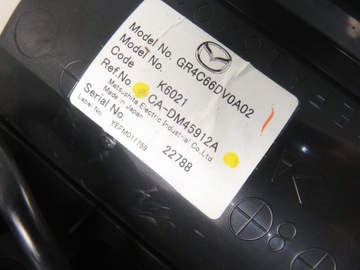 Model No. GR4C66DV0A02
Model No.
Code K6021
Ref.No. CA-DM45912A
Matsushita Electric Industrial Co.,Ltd.
Made in Japan
Serial No. 22788
Label No. YEFM011759